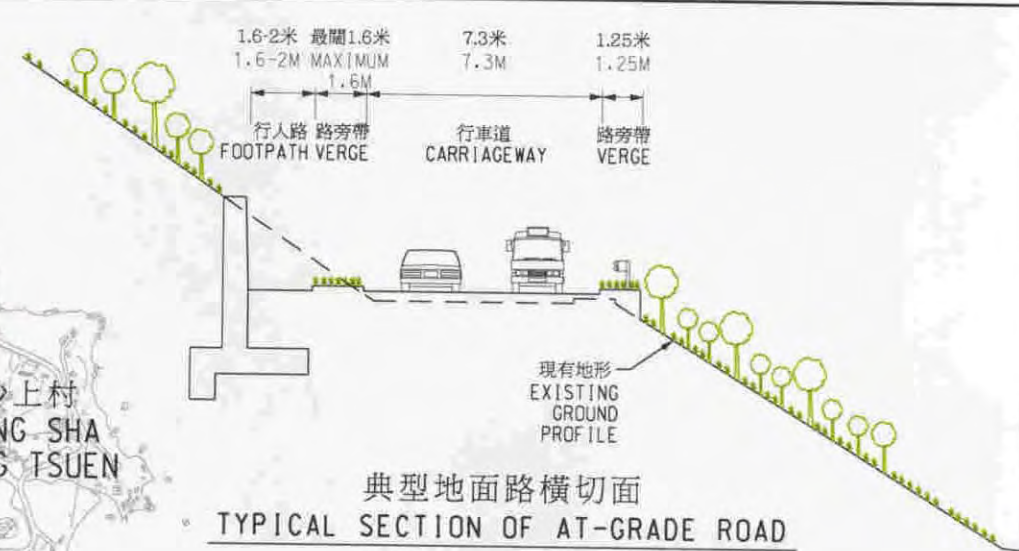 1.6-2米 最闊1.6米 7.3米 1.25米
1.6-2M MAXIMUM 7.3M 1.25M
1.6M
行人路 路旁帶 行車道 路旁帶
FOOTPATH VERGE CARRIAGEWAY VERGE
現有地形
EXISTING
GROUND
PROFILE
上村
NG SHA
TSUEN
典型地面路橫切面
TYPICAL SECTION OF AT-GRADE ROAD